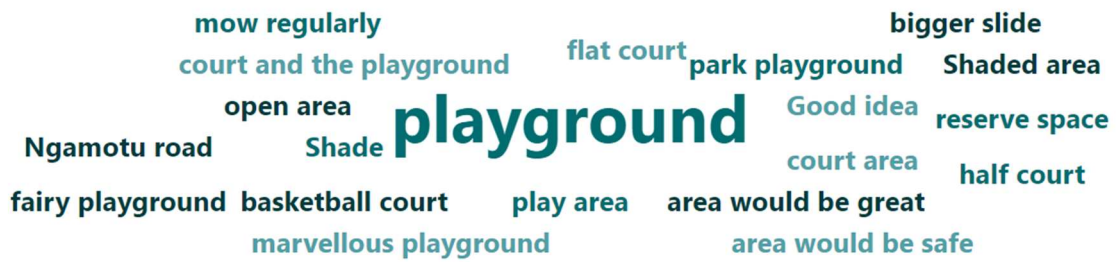 mow regularly
bigger slide
court and the playground
flat court
park playground
Shaded area
open area
playground
Good idea
reserve space
Ngamotu road
Shade
court area
half court
fairy playground
basketball court
play area
area would be great
marvellous playground
area would be safe